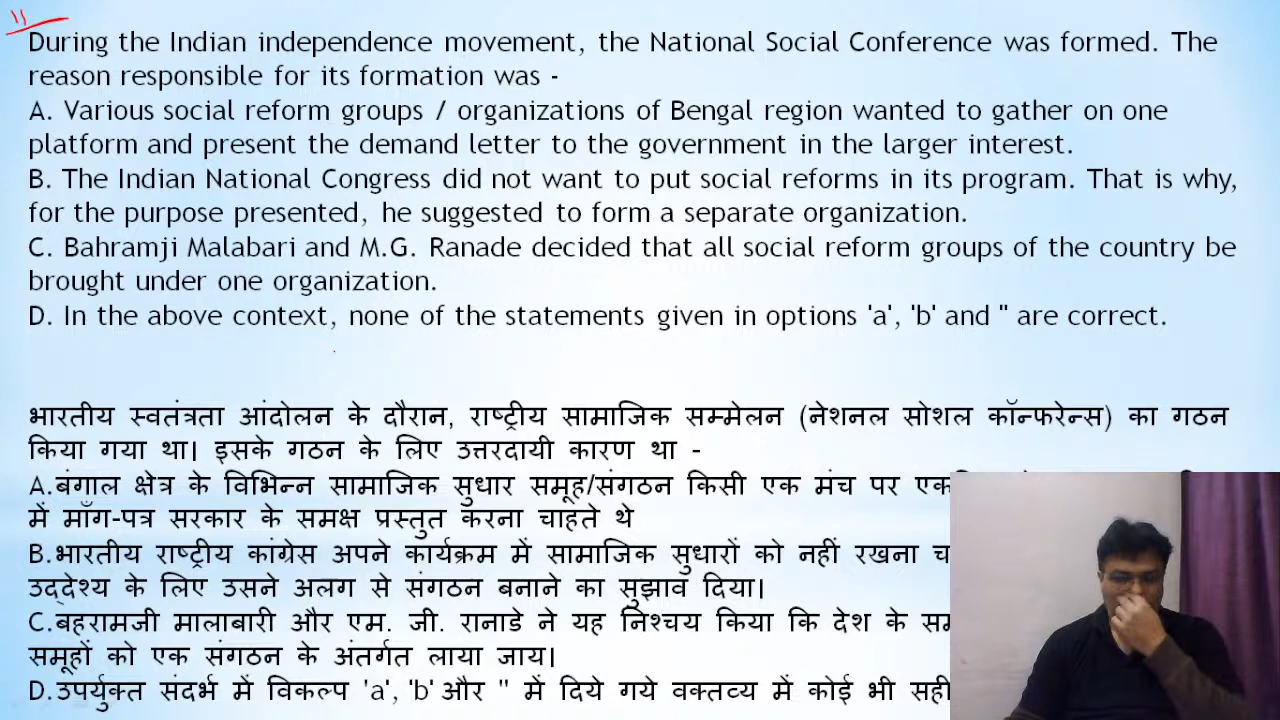 11
During the Indian independence movement, the National Social Conference was formed. The
reason responsible for its formation was -
A. Various social reform groups / organizations of Bengal region wanted to gather on one
platform and present the demand letter to the government in the larger interest.
B. The Indian National Congress did not want to put social reforms in its program. That is why,
for the purpose presented, he suggested to form a separate organization.
C. Bahramji Malabari and M.G. Ranade decided that all social reform groups of the country be
brought under one organization.
D. In the above context, none of the statements given in options 'a', 'b' and '' are correct.
भारतीय स्वतंत्रता आंदोलन के दौरान, राष्ट्रीय सामाजिक सम्मेलन (नेशनल सोशल कॉन्फरेन्स) का गठन
किया गया था। इसके गठन के लिए उत्तरदायी कारण था -
A.बंगाल क्षेत्र के विभिन्न सामाजिक सुधार समूह/संगठन किसी एक मंच पर
में माँग-पत्र सरकार के समक्ष प्रस्तुत करना चाहते थे
B.भारतीय राष्ट्रीय कांग्रेस अपने कार्यक्रम में सामाजिक सुधारों को नहीं रखना
उद्देश्य के लिए उसने अलग से संगठन बनाने का सुझाव दिया।
C.बहरामजी मालाबारी और एम. जी. रानाडे ने यह निश्चय किया कि देश के
समूहों को एक संगठन के अंतर्गत लाया जाय।
D.उपर्युक्त संदर्भ में विकल्प 'a', 'b' और '' में दिये गये वक्तव्य में कोई भी सही